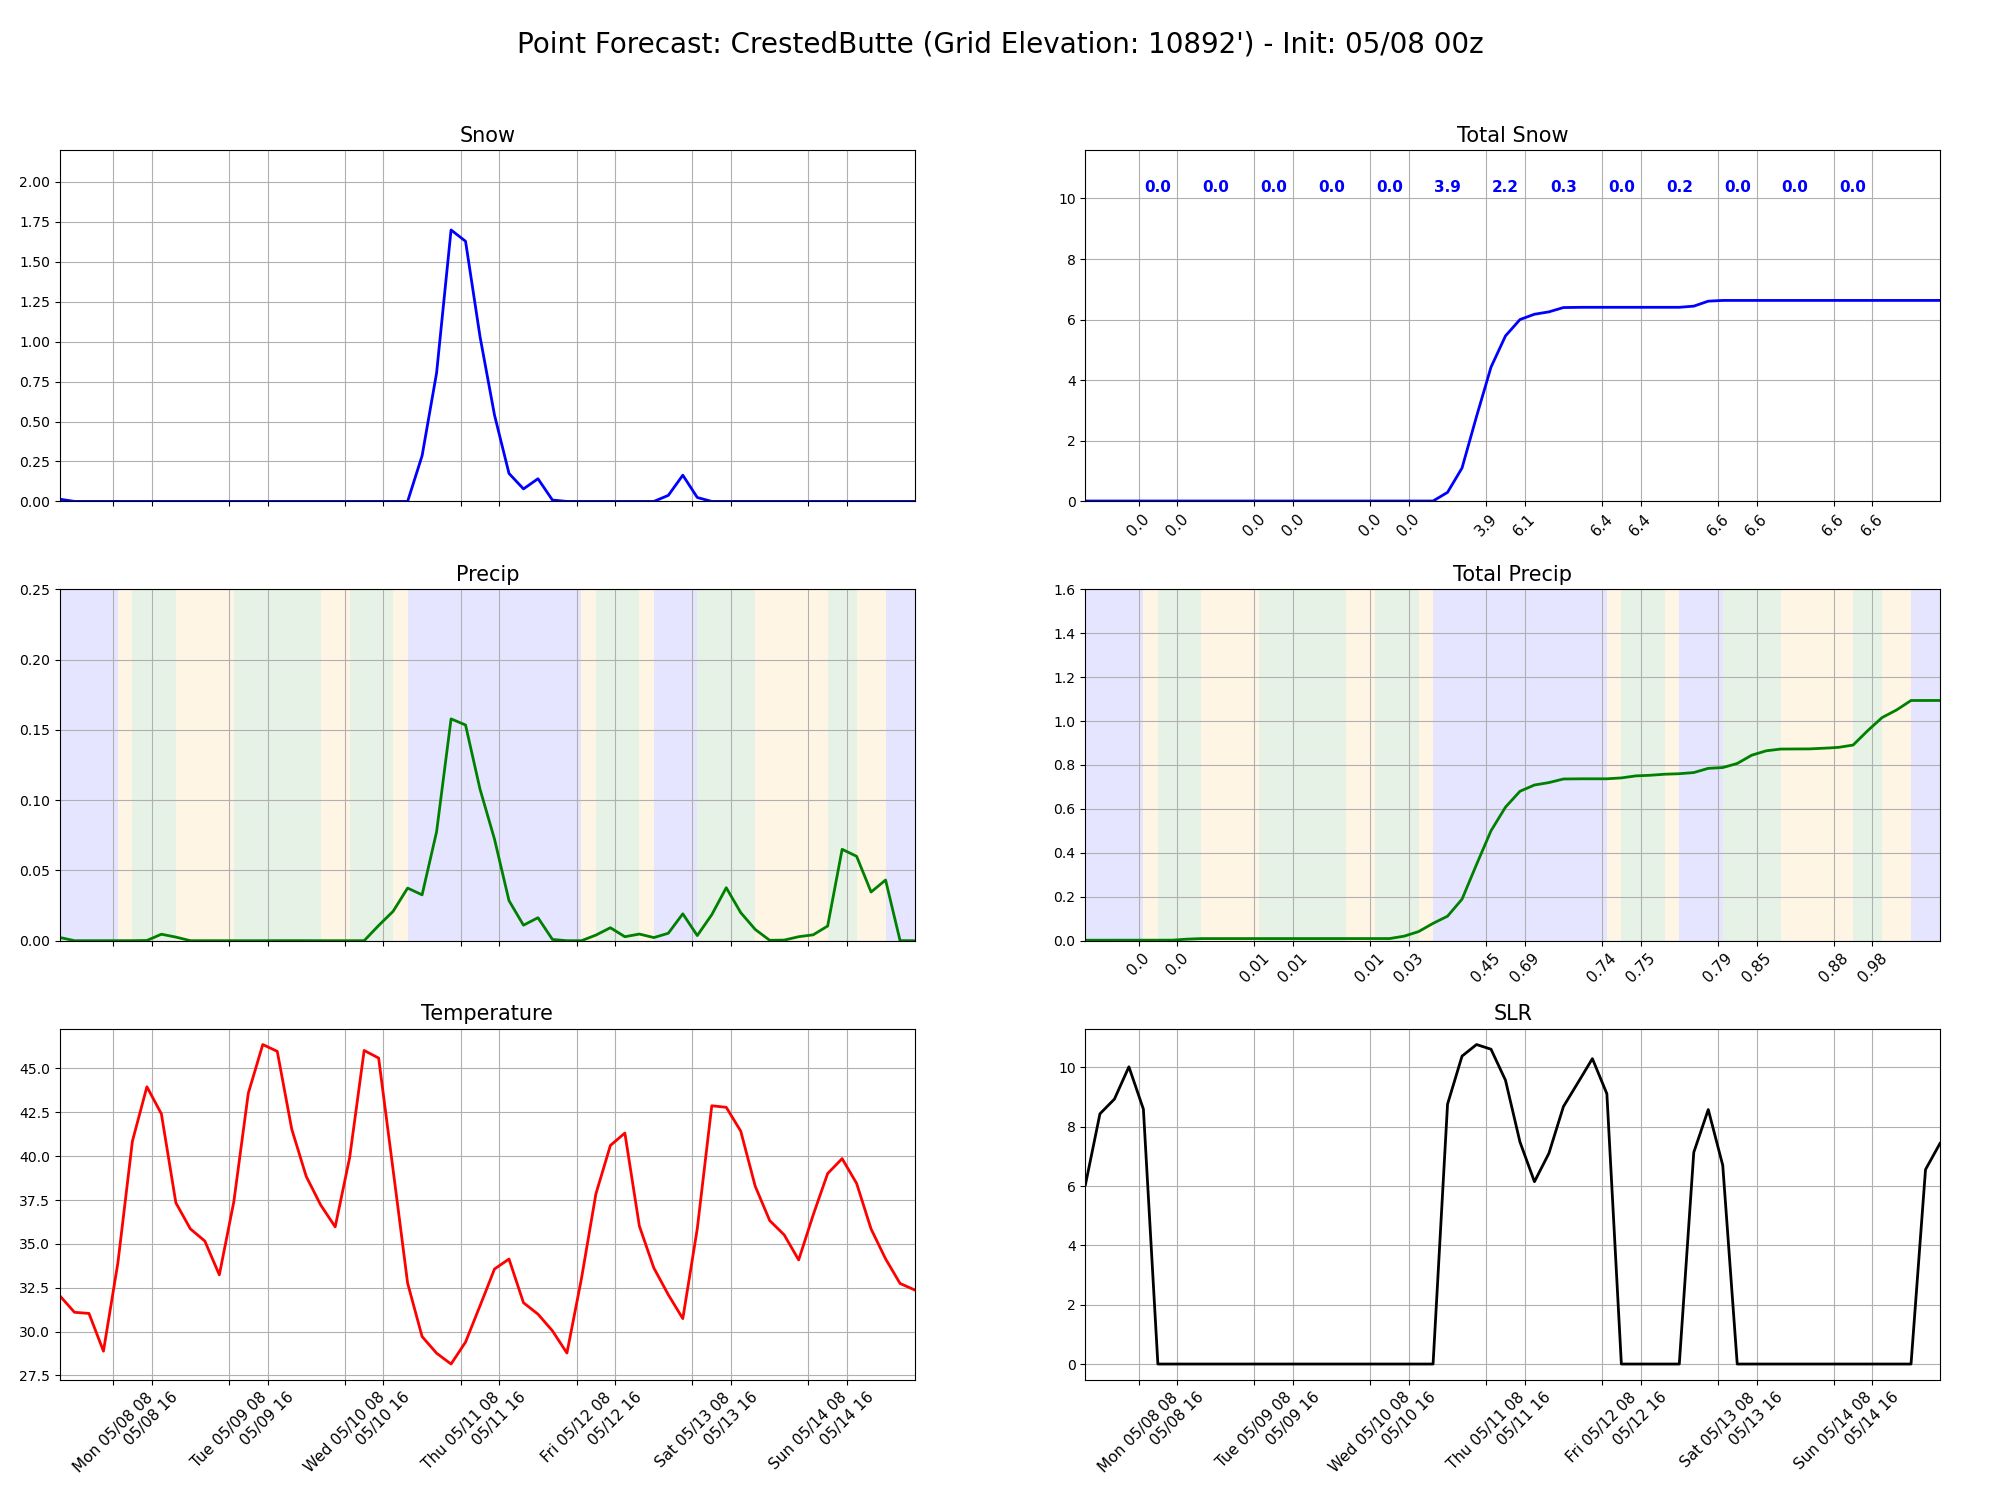 Point Forecast: CrestedButte (Grid Elevation: 10892') - Init: 05/08 00z
Snow
2.00
1.75
1.50
1.25
1.00
0.75
0.50
0.25
0.00
Total Snow
0.0 0.0 0.0 0.0 0.0 3.9 2.2 0.3 0.0 0.2 0.0 0.0 0.0
10
8
6
4
2
0
0.0 0.0 0.0 0.0 0.0 0.0 3.9 6.1 6.4 6.4 6.6 6.6 6.6 6.6
Precip
0.25
0.20
0.15
0.10
0.05
0.00
Total Precip
1.6
1.4
1.2
1.0
0.8
0.6
0.4
0.2
0.0
0.0 0.0 0.01 0.01 0.01 0.03 0.45 0.69 0.74 0.75 0.79 0.85 0.88 0.98
Temperature
45.0
42.5
40.0
37.5
35.0
32.5
30.0
27.5
Mon 05/08 08
05/08 16
Tue 05/09 08
05/09 16
Wed 05/10 08
05/10 16
Thu 05/11 08
05/11 16
Fri 05/12 08
05/12 16
Sat 05/13 08
05/13 16
Sun 05/14 08
05/14 16
SLR
10
8
6
4
2
0
Mon 05/08 08
05/08 16
Tue 05/09 08
05/09 16
Wed 05/10 08
05/10 16
Thu 05/11 08
05/11 16
Fri 05/12 08
05/12 16
Sat 05/13 08
05/13 16
Sun 05/14 08
05/14 16